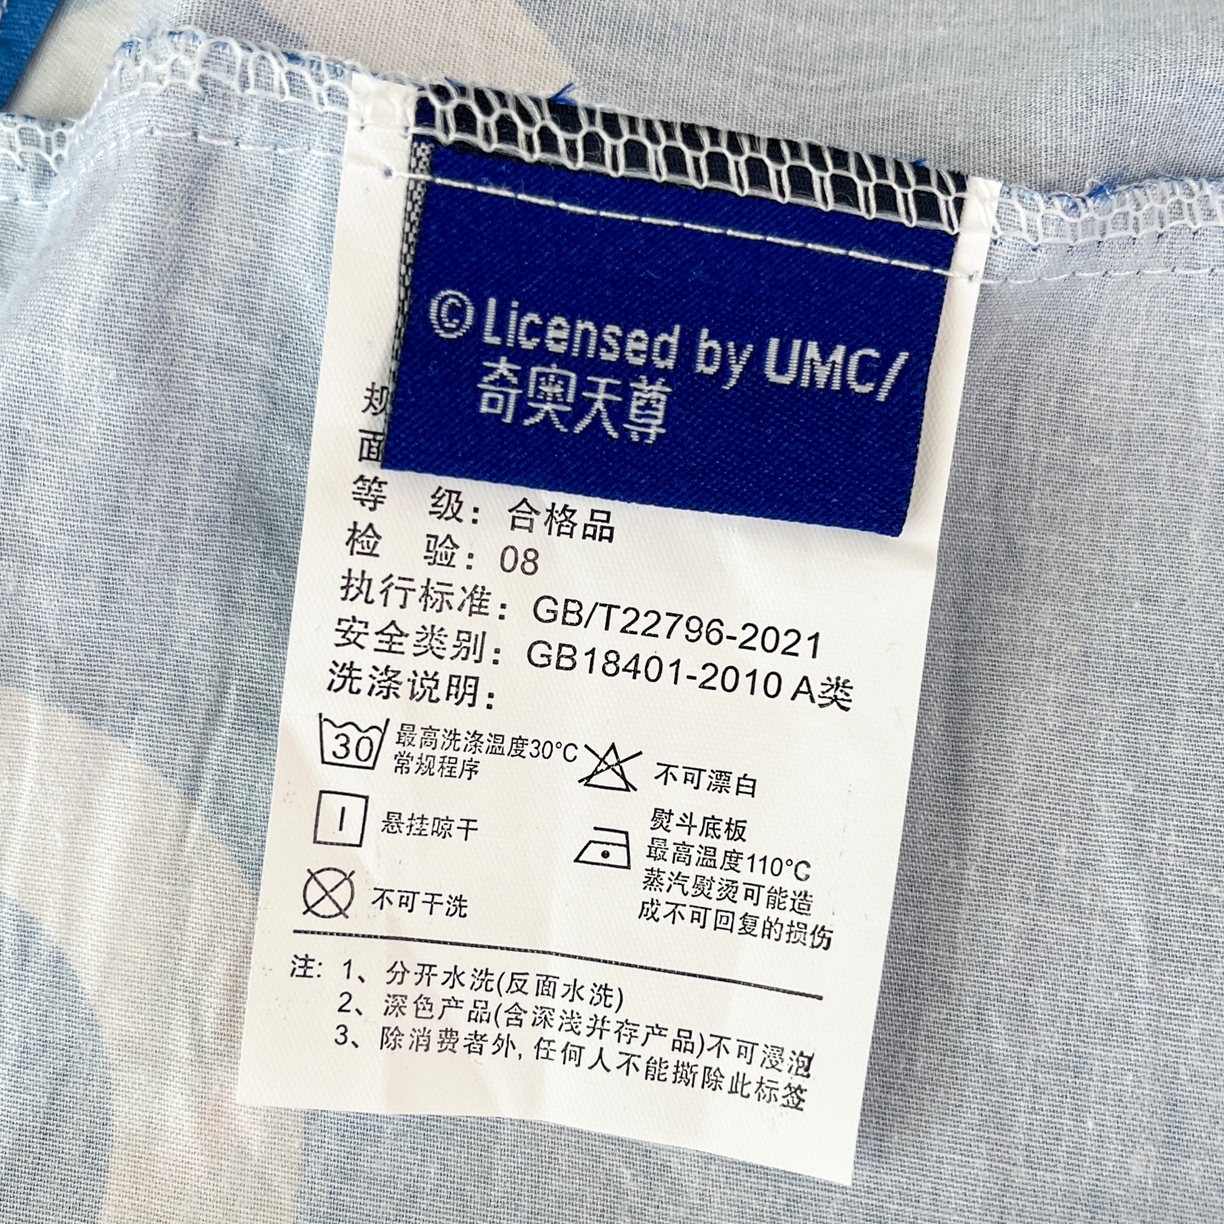 © Licensed by UMC/
奇奥天尊
规
面
等 级：合格品
检 验：08
执行标准：GB/T22796-2021
安全类别：GB18401-2010 A类
洗涤说明：
30 最高洗涤温度30°C
常规程序
不可漂白
悬挂晾干
熨斗底板
最高温度110°C
蒸汽熨烫可能造
成不可回复的损伤
不可干洗
注：1、分开水洗(反面水洗)
2、深色产品(含深浅并存产品)不可浸泡
3、除消费者外，任何人不能撕除此标签